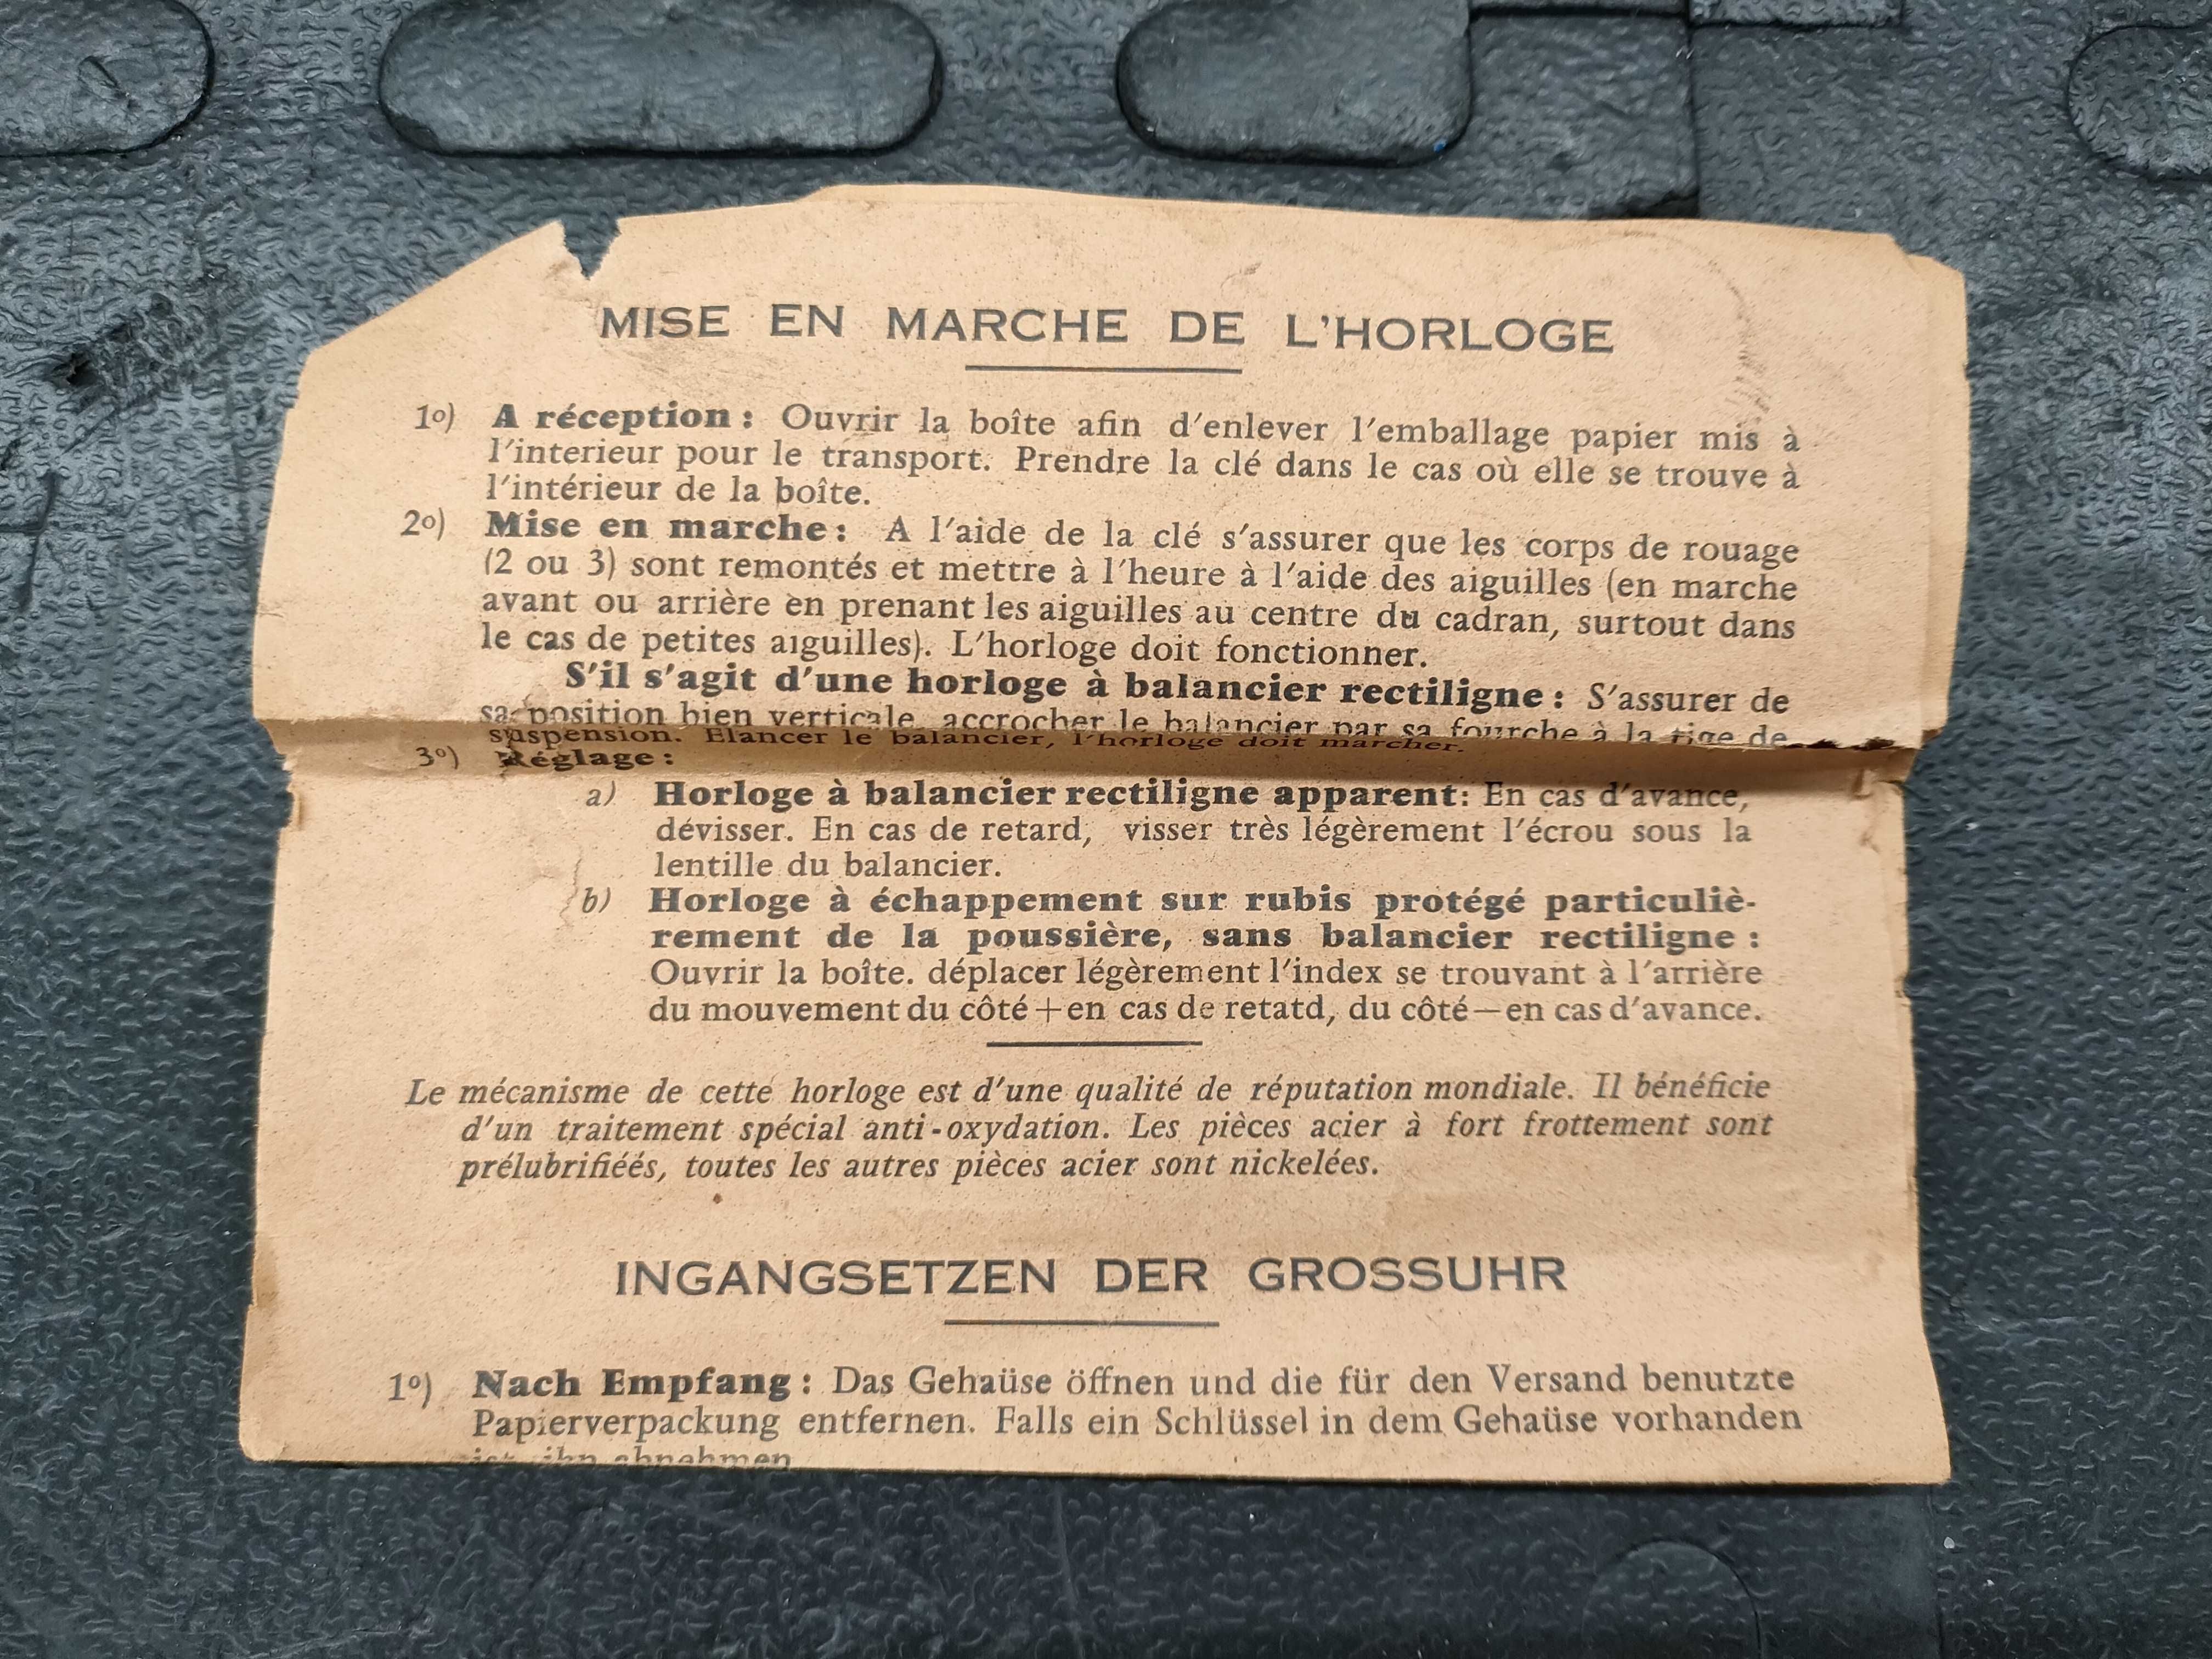 MISE EN MARCHE DE L'HORLOGE
1o) A réception : Ouvrir la boîte afin d'enlever l'emballage papier mis à
l'interieur pour le transport. Prendre la clé dans le cas où elle se trouve à
l'intérieur de la boîte.
2o) Mise en marche : A l'aide de la clé s'assurer que les corps de rouage
(2 ou 3) sont remontés et mettre à l'heure à l'aide des aiguilles (en marche
avant ou arrière en prenant les aiguilles au centre du cadran, surtout dans
le cas de petites aiguilles). L'horloge doit fonctionner.
S'il s'agit d'une horloge à balancier rectiligne : S'assurer de
sa position bien verticale, accrocher le balancier par sa fourche à la tige de
suspension. Elancer le balancier, l'horloge doit marcher.
3o) Réglage :
a) Horloge à balancier rectiligne apparent : En cas d'avance,
dévisser. En cas de retard, visser très légèrement l'écrou sous la
lentille du balancier.
b) Horloge à échappement sur rubis protégé particuliè-
rement de la poussière, sans balancier rectiligne :
Ouvrir la boîte. déplacer légèrement l'index se trouvant à l'arrière
du mouvement du côté + en cas de retatd, du côté — en cas d'avance.
Le mécanisme de cette horloge est d'une qualité de réputation mondiale. Il bénéficie
d'un traitement spécial anti-oxydation. Les pièces acier à fort frottement sont
prélubrifiéés, toutes les autres pièces acier sont nickelées.
INGANGSETZEN DER GROSSUHR
1o) Nach Empfang : Das Gehaüse öffnen und die für den Versand benutzte
Papierverpackung entfernen. Falls ein Schlüssel in dem Gehaüse vorhanden
ist, ihn abnehmen